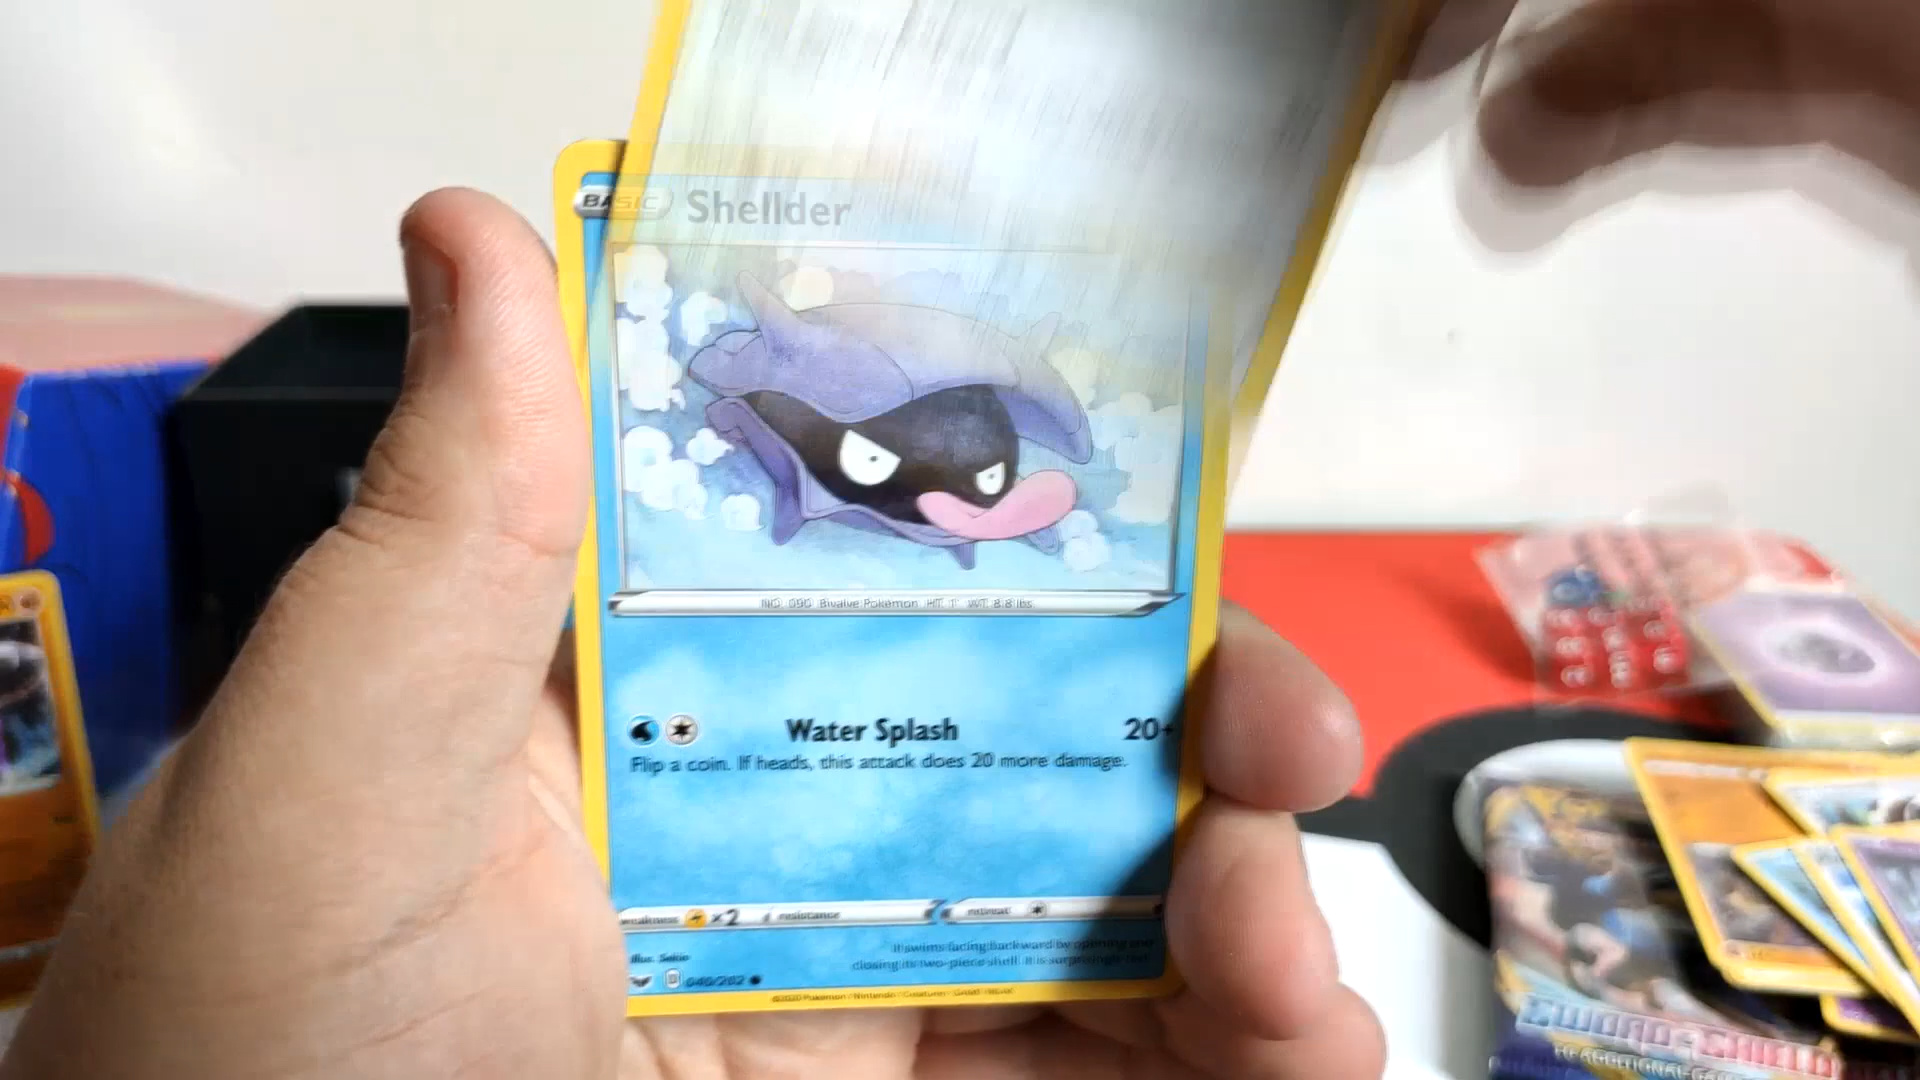 BASIC Shellder
NO. 090 Bivalve Pokémon HT: 1' WT: 8.8 lbs.
Water Splash 20+
Flip a coin. If heads, this attack does 20 more damage.
weakness ×2 resistance retreat
It swims facing backward by opening and
closing its two-piece shell. It is surprisingly fast.
Illus. Sekio
D 040/202
©2020 Pokémon / Nintendo / Creatures / GAME FREAK
SWORD & SHIELD